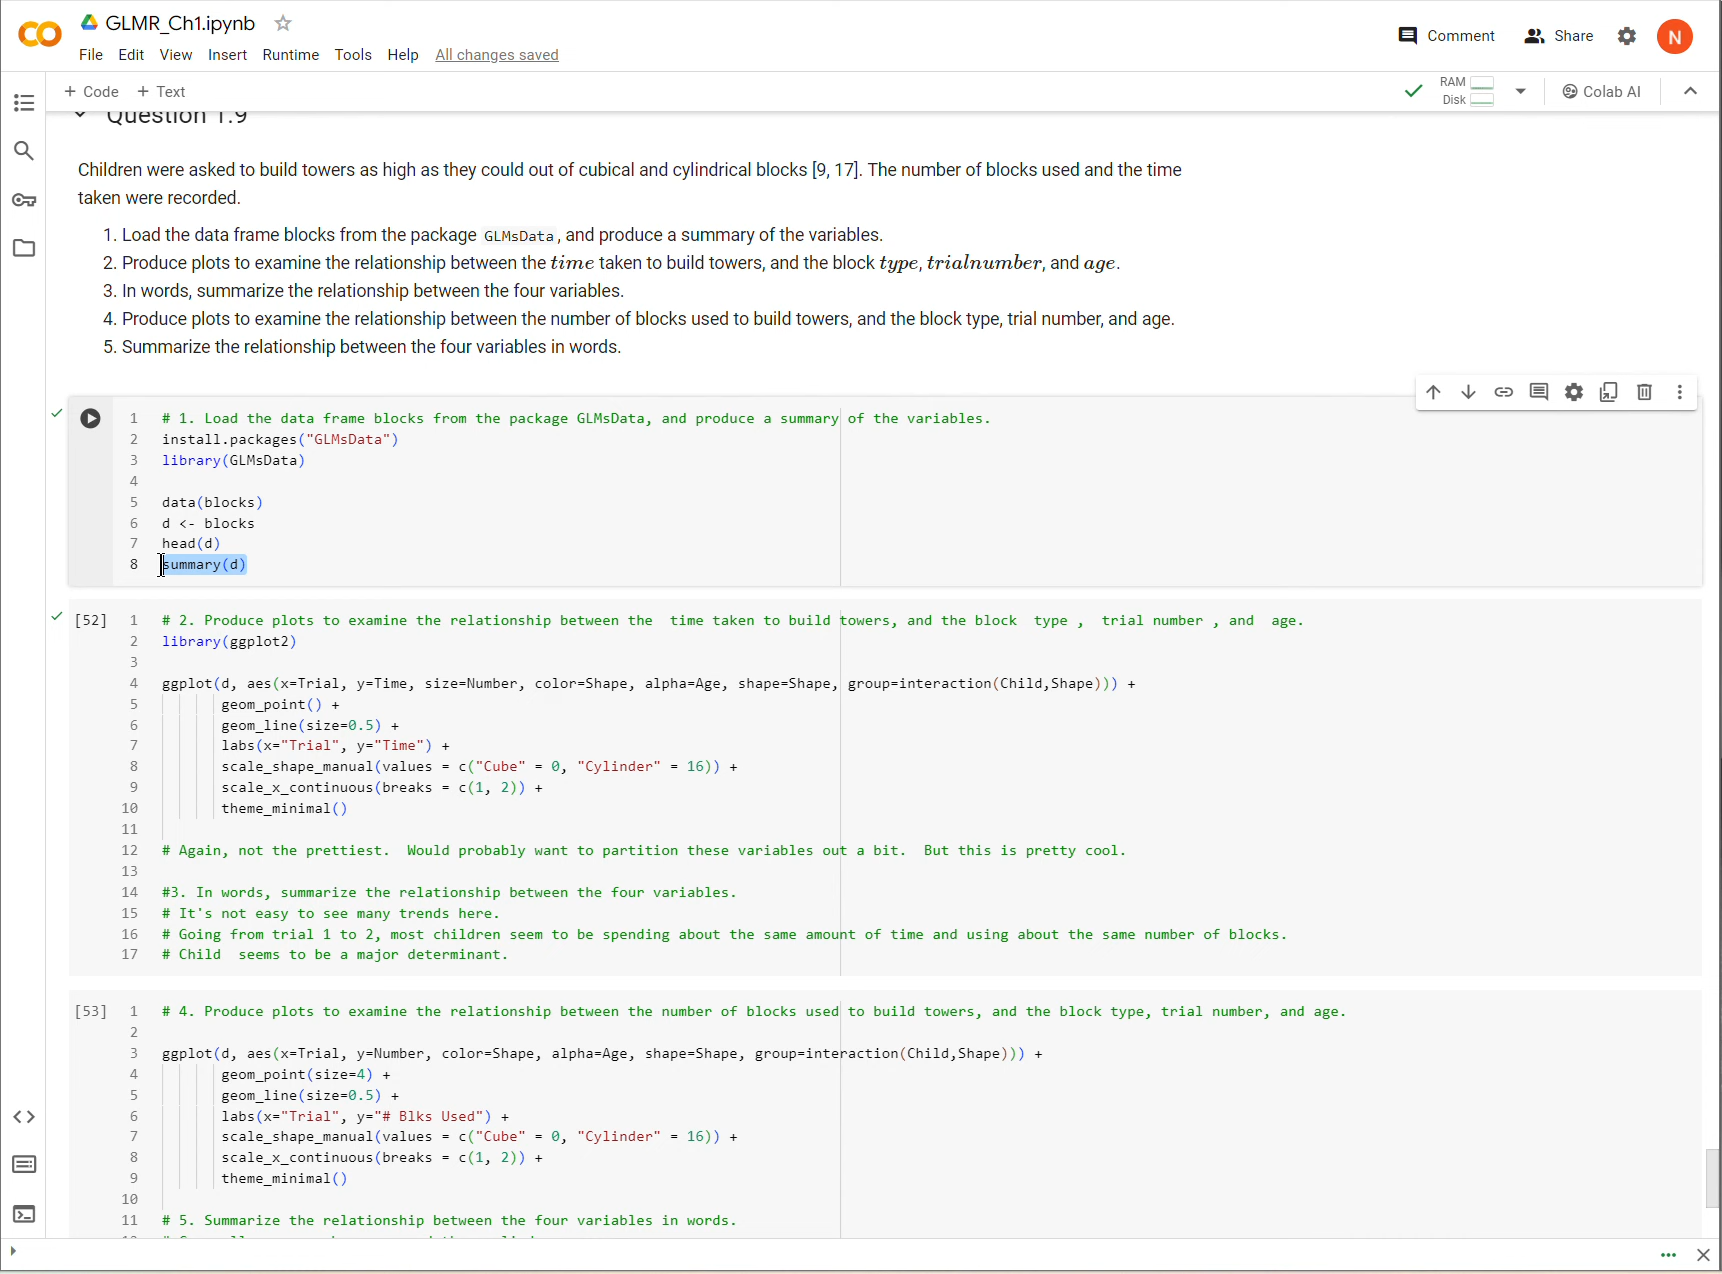 GLMR_Ch1.ipynb
File Edit View Insert Runtime Tools Help All changes saved
Comment Share N
+ Code + Text
RAM
Disk
Colab AI
Question 1.9
Children were asked to build towers as high as they could out of cubical and cylindrical blocks [9, 17]. The number of blocks used and the time
taken were recorded.
1. Load the data frame blocks from the package GLMsData, and produce a summary of the variables.
2. Produce plots to examine the relationship between the time taken to build towers, and the block type, trialnumber, and age.
3. In words, summarize the relationship between the four variables.
4. Produce plots to examine the relationship between the number of blocks used to build towers, and the block type, trial number, and age.
5. Summarize the relationship between the four variables in words.
1 # 1. Load the data frame blocks from the package GLMsData, and produce a summary of the variables.
2 install.packages("GLMsData")
3 library(GLMsData)
4
5 data(blocks)
6 d <- blocks
7 head(d)
8 summary(d)
[52] 1 # 2. Produce plots to examine the relationship between the  time taken to build towers, and the block  type ,  trial number , and  age.
2 library(ggplot2)
3
4 ggplot(d, aes(x=Trial, y=Time, size=Number, color=Shape, alpha=Age, shape=Shape, group=interaction(Child,Shape))) +
5 geom_point() +
6 geom_line(size=0.5) +
7 labs(x="Trial", y="Time") +
8 scale_shape_manual(values = c("Cube" = 0, "Cylinder" = 16)) +
9 scale_x_continuous(breaks = c(1, 2)) +
10 theme_minimal()
11
12 # Again, not the prettiest.  Would probably want to partition these variables out a bit.  But this is pretty cool.
13
14 #3. In words, summarize the relationship between the four variables.
15 # It's not easy to see many trends here.
16 # Going from trial 1 to 2, most children seem to be spending about the same amount of time and using about the same number of blocks.
17 # Child  seems to be a major determinant.
[53] 1 # 4. Produce plots to examine the relationship between the number of blocks used to build towers, and the block type, trial number, and age.
2
3 ggplot(d, aes(x=Trial, y=Number, color=Shape, alpha=Age, shape=Shape, group=interaction(Child,Shape))) +
4 geom_point(size=4) +
5 geom_line(size=0.5) +
6 labs(x="Trial", y="# Blks Used") +
7 scale_shape_manual(values = c("Cube" = 0, "Cylinder" = 16)) +
8 scale_x_continuous(breaks = c(1, 2)) +
9 theme_minimal()
10
11 # 5. Summarize the relationship between the four variables in words.